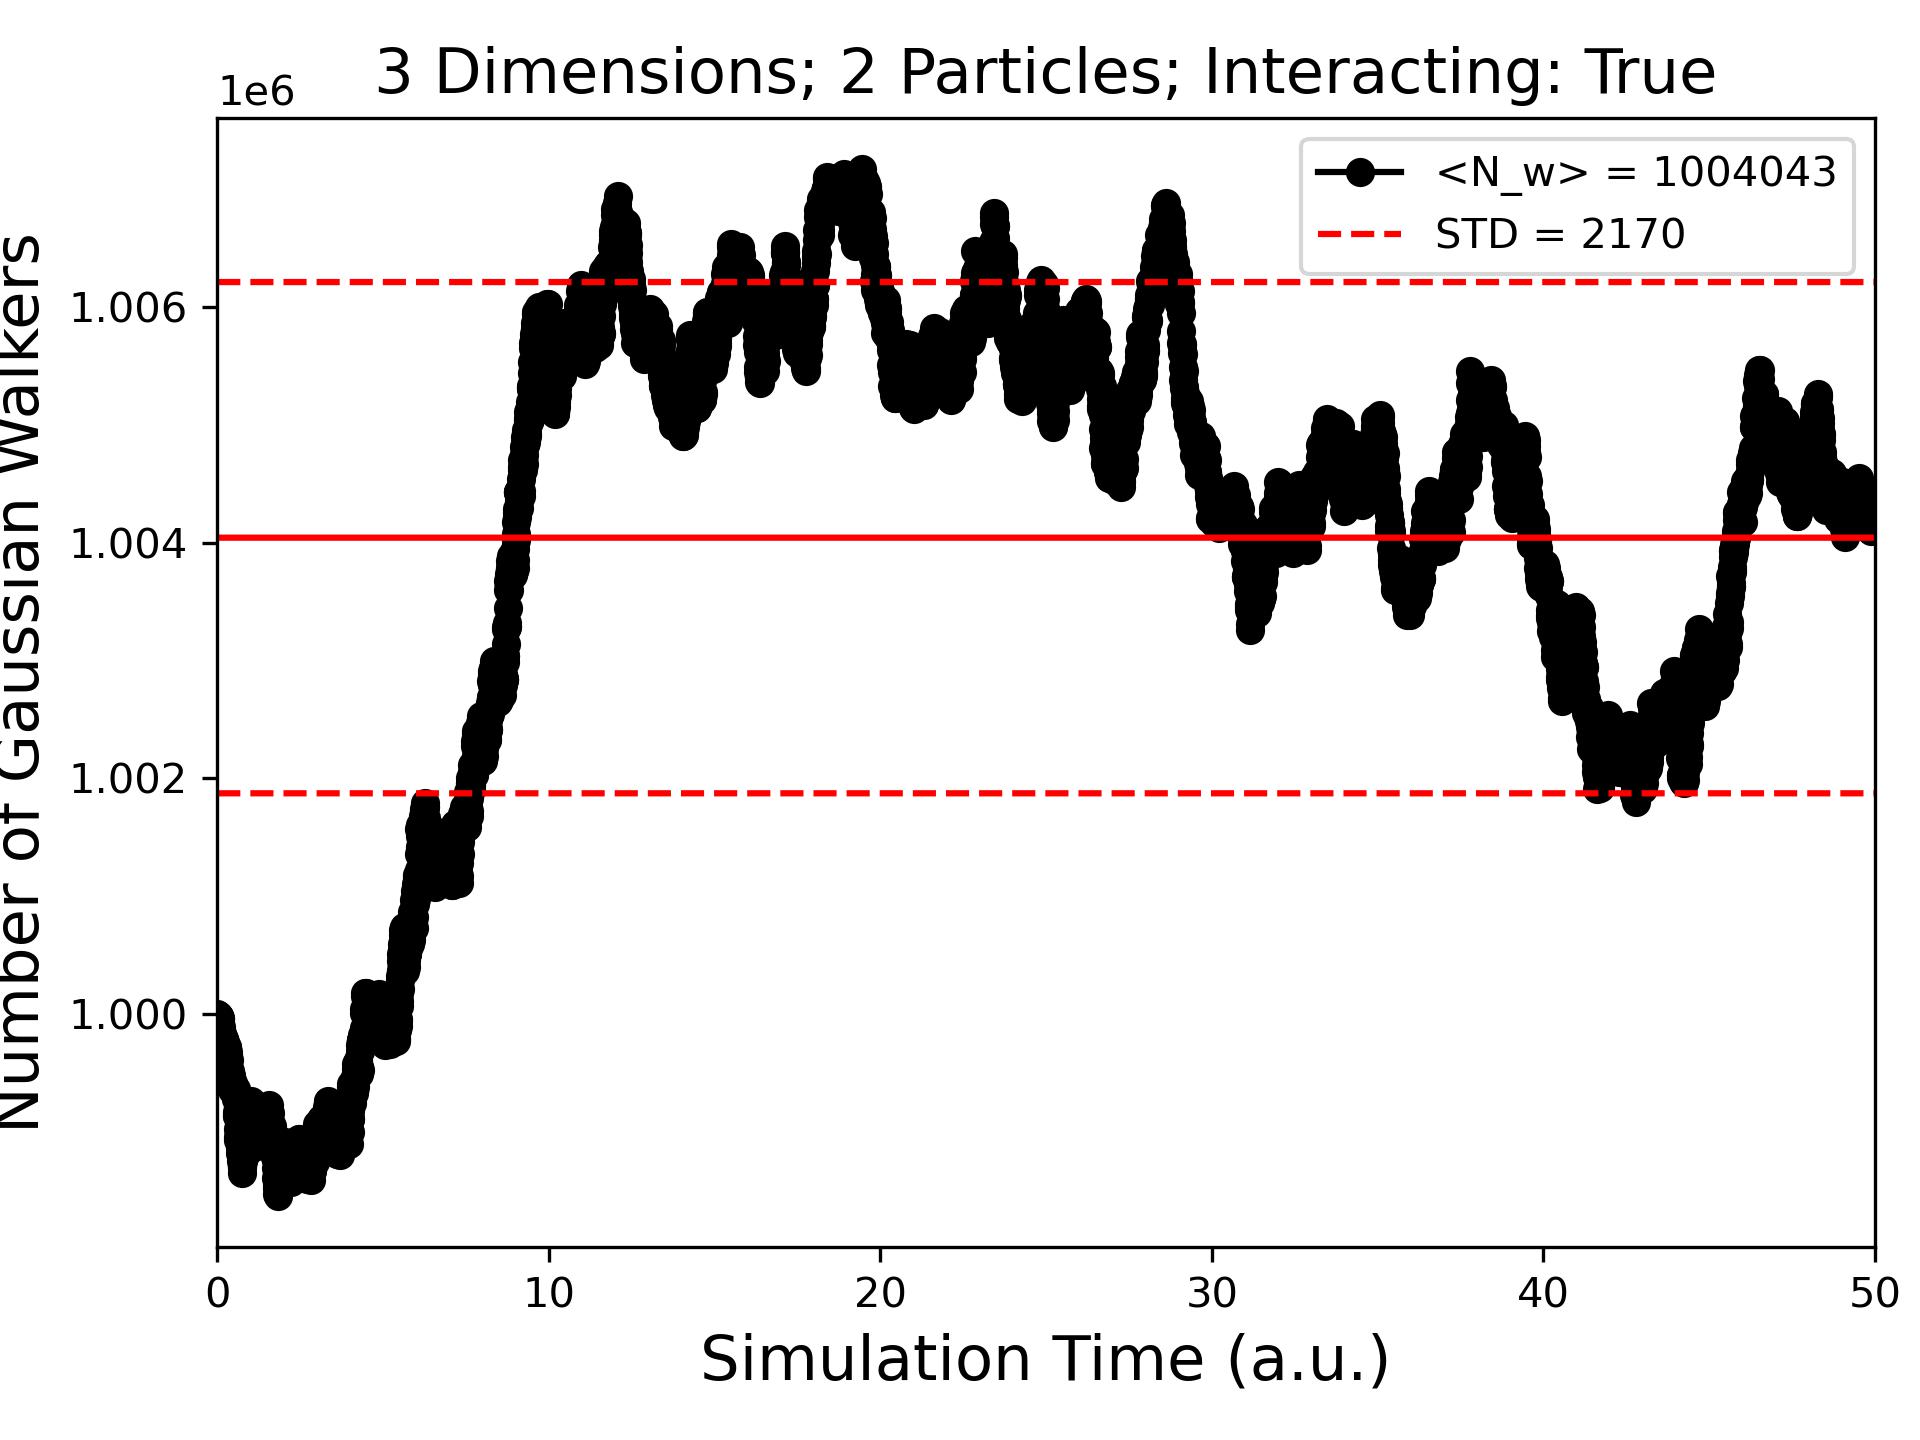 3 Dimensions; 2 Particles; Interacting: True
1e6
<N_w> = 1004043
STD = 2170
Number of Gaussian Walkers
1.006
1.004
1.002
1.000
0 10 20 30 40 50
Simulation Time (a.u.)